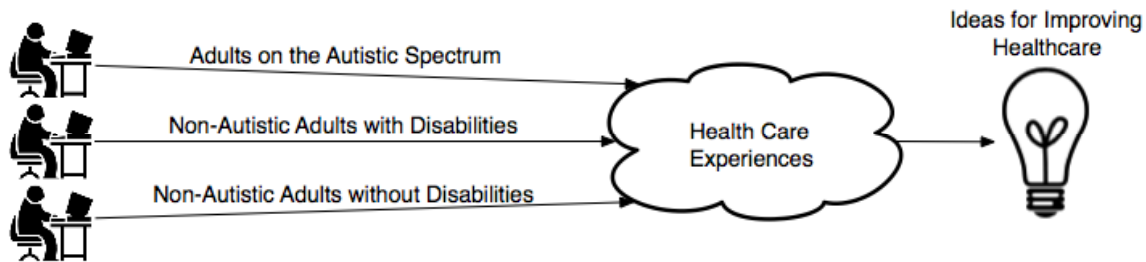 Ideas for Improving
Healthcare
Adults on the Autistic Spectrum
Non-Autistic Adults with Disabilities
Health Care
Experiences
Non-Autistic Adults without Disabilities